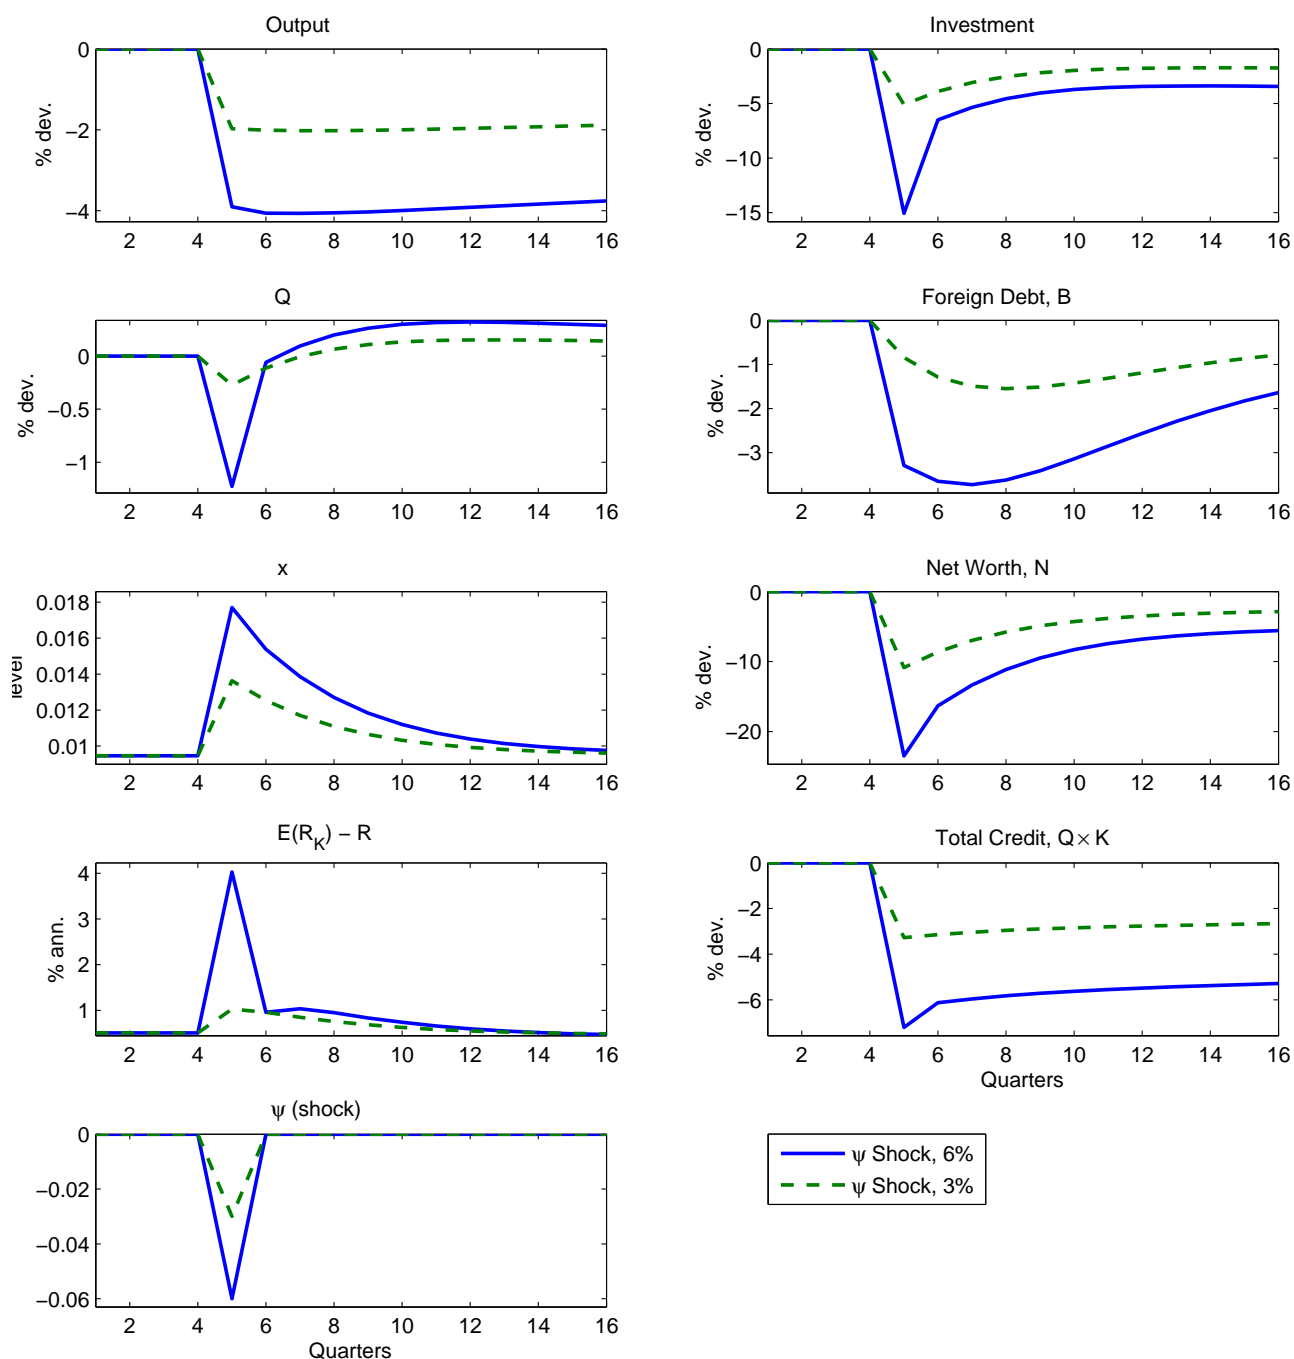 Output
0
−2
−4
% dev.
2 4 6 8 10 12 14 16
Investment
0
−5
−10
−15
% dev.
2 4 6 8 10 12 14 16
Q
0
−0.5
−1
% dev.
2 4 6 8 10 12 14 16
Foreign Debt, B
0
−1
−2
−3
% dev.
2 4 6 8 10 12 14 16
x
0.018
0.016
0.014
0.012
0.01
level
2 4 6 8 10 12 14 16
Net Worth, N
0
−10
−20
% dev.
2 4 6 8 10 12 14 16
E(R_K) − R
4
3
2
1
% ann.
2 4 6 8 10 12 14 16
Total Credit, Q × K
0
−2
−4
−6
% dev.
2 4 6 8 10 12 14 16
Quarters
ψ (shock)
0
−0.02
−0.04
−0.06
2 4 6 8 10 12 14 16
Quarters
ψ Shock, 6%
ψ Shock, 3%